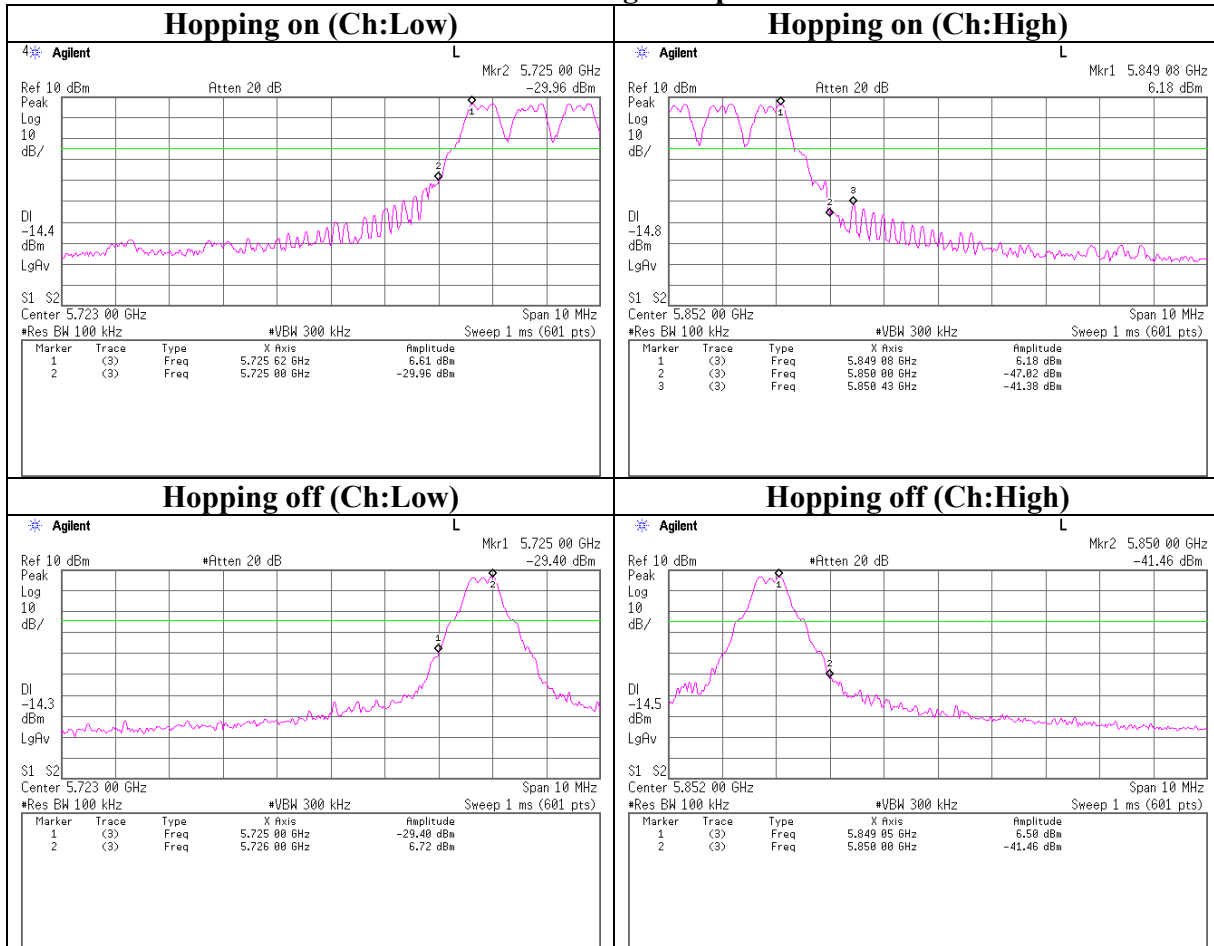 Hopping on (Ch:Low)
4 Agilent L
Mkr2 5.725 00 GHz
Ref 10 dBm Atten 20 dB -29.96 dBm
Peak
Log
10
dB/
1
2
DI
-14.4
dBm
LgAv
S1 S2
Center 5.723 00 GHz Span 10 MHz
#Res BW 100 kHz #VBW 300 kHz Sweep 1 ms (601 pts)
Marker Trace Type X Axis Amplitude
1 (3) Freq 5.725 62 GHz 6.61 dBm
2 (3) Freq 5.725 00 GHz -29.96 dBm
Hopping on (Ch:High)
Agilent L
Mkr1 5.849 08 GHz
Ref 10 dBm Atten 20 dB 6.18 dBm
Peak
Log
10
dB/
1
3
2
DI
-14.8
dBm
LgAv
S1 S2
Center 5.852 00 GHz Span 10 MHz
#Res BW 100 kHz #VBW 300 kHz Sweep 1 ms (601 pts)
Marker Trace Type X Axis Amplitude
1 (3) Freq 5.849 08 GHz 6.18 dBm
2 (3) Freq 5.850 00 GHz -47.02 dBm
3 (3) Freq 5.850 43 GHz -41.38 dBm
Hopping off (Ch:Low)
Agilent L
Mkr1 5.725 00 GHz
Ref 10 dBm #Atten 20 dB -29.40 dBm
Peak
Log
10
dB/
2
1
DI
-14.3
dBm
LgAv
S1 S2
Center 5.723 00 GHz Span 10 MHz
#Res BW 100 kHz #VBW 300 kHz Sweep 1 ms (601 pts)
Marker Trace Type X Axis Amplitude
1 (3) Freq 5.725 00 GHz -29.40 dBm
2 (3) Freq 5.726 00 GHz 6.72 dBm
Hopping off (Ch:High)
Agilent L
Mkr2 5.850 00 GHz
Ref 10 dBm #Atten 20 dB -41.46 dBm
Peak
Log
10
dB/
1
2
DI
-14.5
dBm
LgAv
S1 S2
Center 5.852 00 GHz Span 10 MHz
#Res BW 100 kHz #VBW 300 kHz Sweep 1 ms (601 pts)
Marker Trace Type X Axis Amplitude
1 (3) Freq 5.849 05 GHz 6.50 dBm
2 (3) Freq 5.850 00 GHz -41.46 dBm